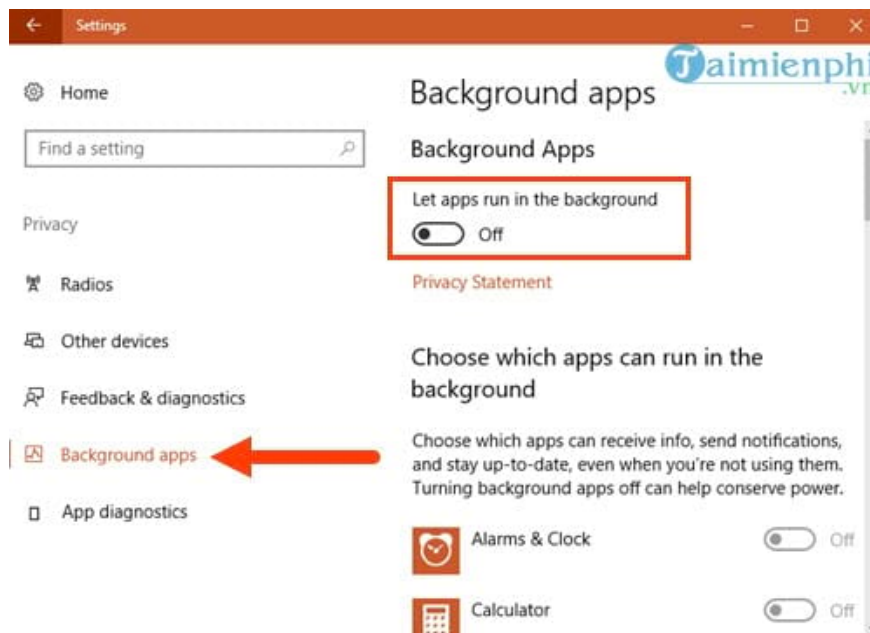 Settings
Taimienphi
.vn
Home
Find a setting
Privacy
Radios
Other devices
Feedback & diagnostics
Background apps
App diagnostics
Background apps
Background Apps
Let apps run in the background
Off
Privacy Statement
Choose which apps can run in the
background
Choose which apps can receive info, send notifications,
and stay up-to-date, even when you're not using them.
Turning background apps off can help conserve power.
Alarms & Clock
Off
Calculator
Off